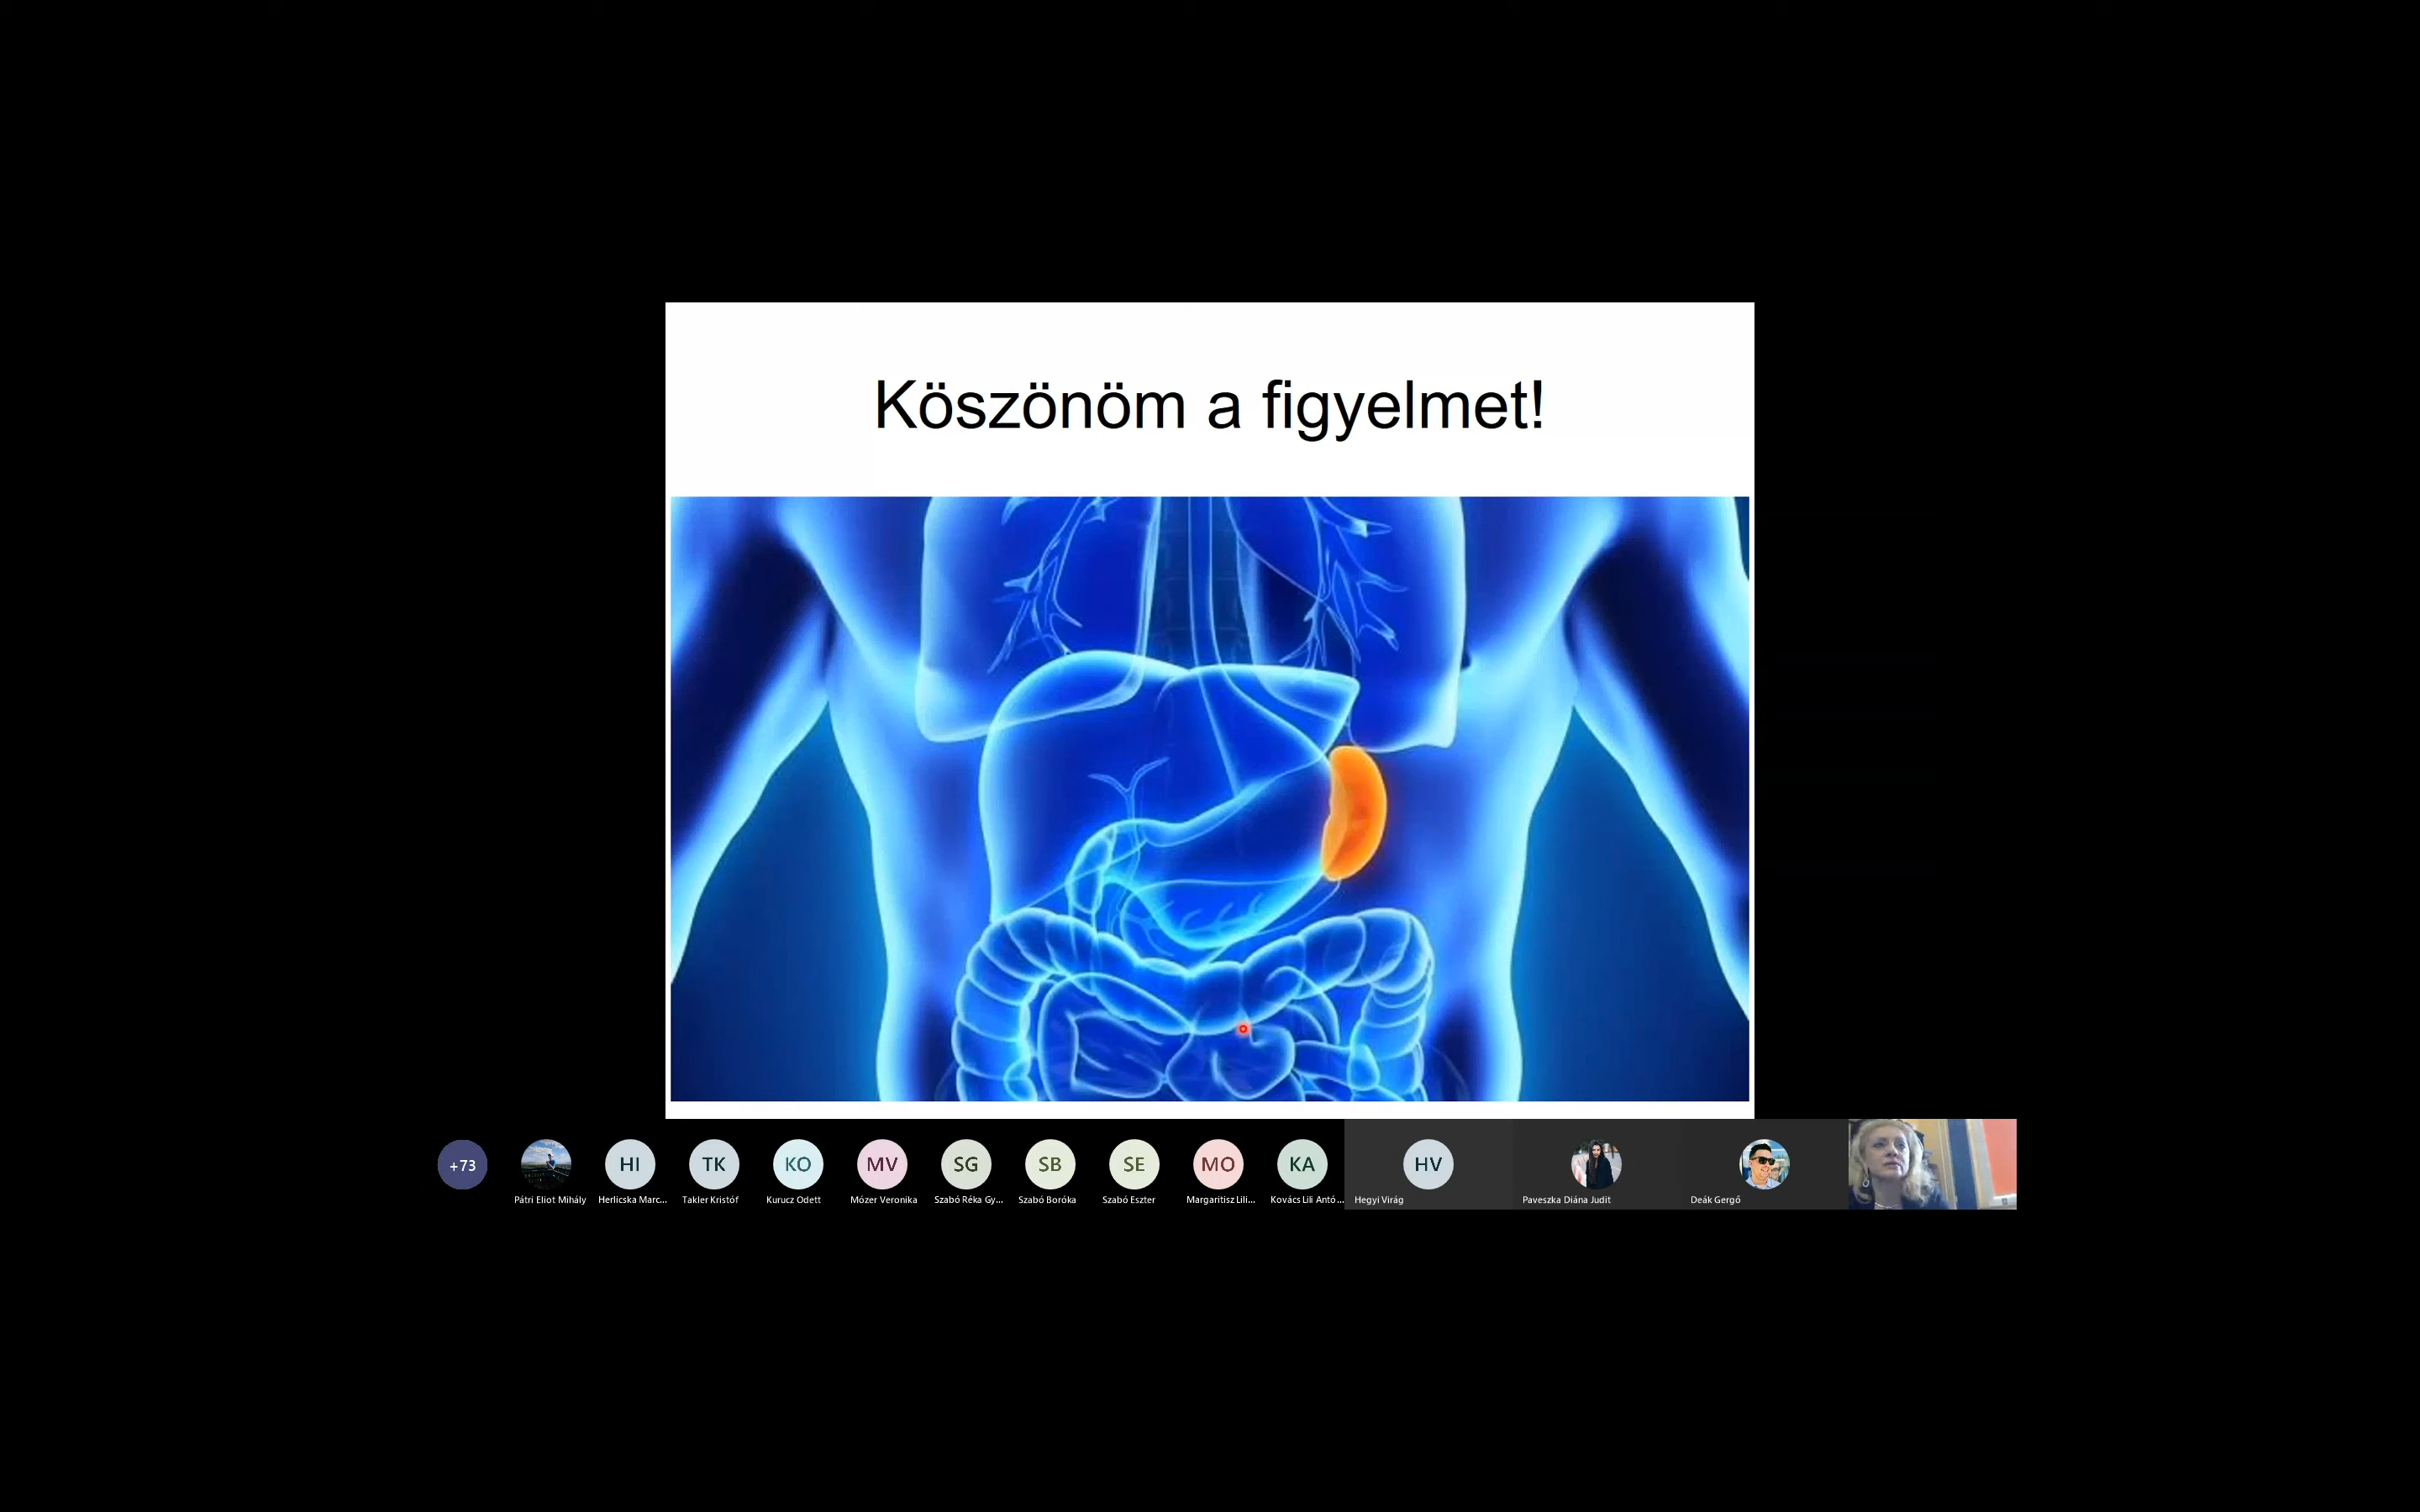 Köszönöm a figyelmet!
+73
HI
TK
KO
MV
SG
SB
SE
MO
KA
HV
Pátri Eliot Mihály
Herlicska Marc...
Takler Kristóf
Kurucz Odett
Mózer Veronika
Szabó Réka Gy...
Szabó Boróka
Szabó Eszter
Margaritisz Lili...
Kovács Lili Antó...
Hegyi Virág
Paveszka Diána Judit
Deák Gergő